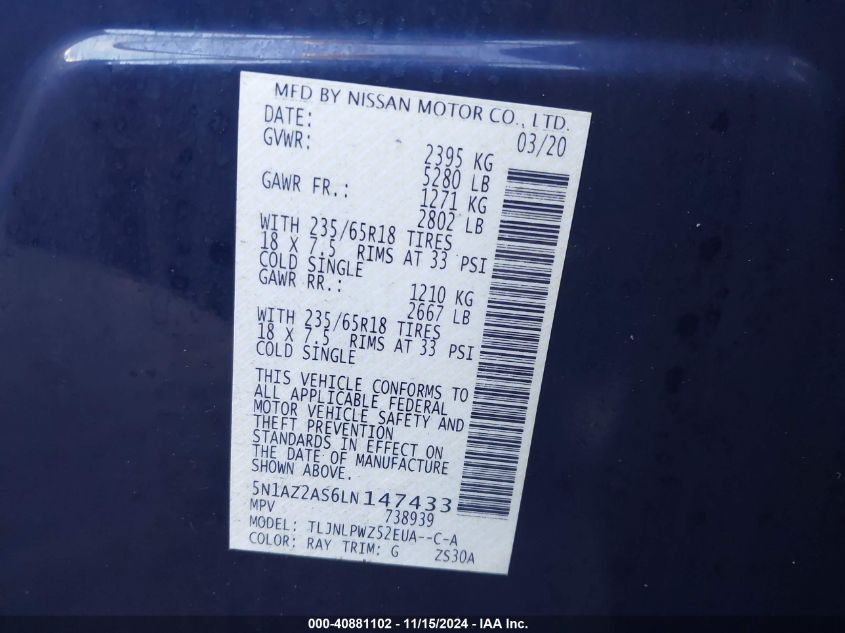 MFD BY NISSAN MOTOR CO., LTD.
DATE: 03/20
GVWR: 2395 KG
5280 LB
GAWR FR.: 1271 KG
2802 LB
WITH 235/65R18 TIRES
18 X 7.5 RIMS AT 33 PSI
COLD SINGLE
GAWR RR.: 1210 KG
2667 LB
WITH 235/65R18 TIRES
18 X 7.5 RIMS AT 33 PSI
COLD SINGLE
THIS VEHICLE CONFORMS TO
ALL APPLICABLE FEDERAL
MOTOR VEHICLE SAFETY AND
THEFT PREVENTION
STANDARDS IN EFFECT ON
THE DATE OF MANUFACTURE
SHOWN ABOVE.
5N1AZ2AS6LN147433
MPV 738939
MODEL: TLJNLPWZ52EUA--C-A
COLOR: RAY TRIM: G ZS30A
000-40881102 - 11/15/2024 - IAA Inc.